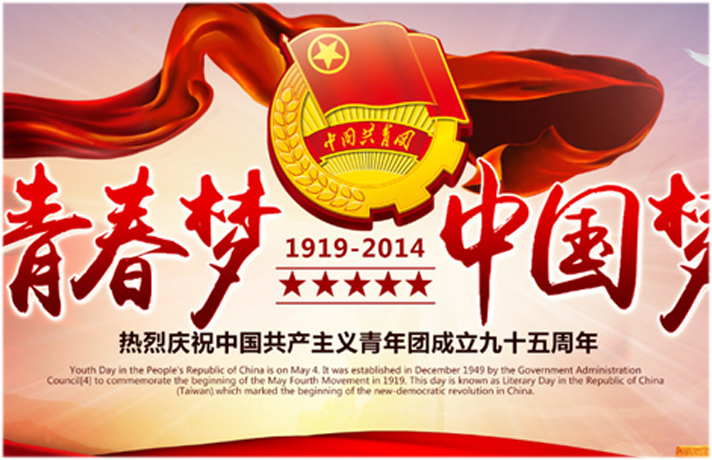 中国共青团
青春梦 中国梦
1919-2014
热烈庆祝中国共产主义青年团成立九十五周年
Youth Day in the People's Republic of China is on May 4. It was established in December 1949 by the Government Administration
Council[4] to commemorate the beginning of the May Fourth Movement in 1919. This day is known as Literary Day in the Republic of China
(Taiwan).which marked the beginning of the new-democratic revolution in China.